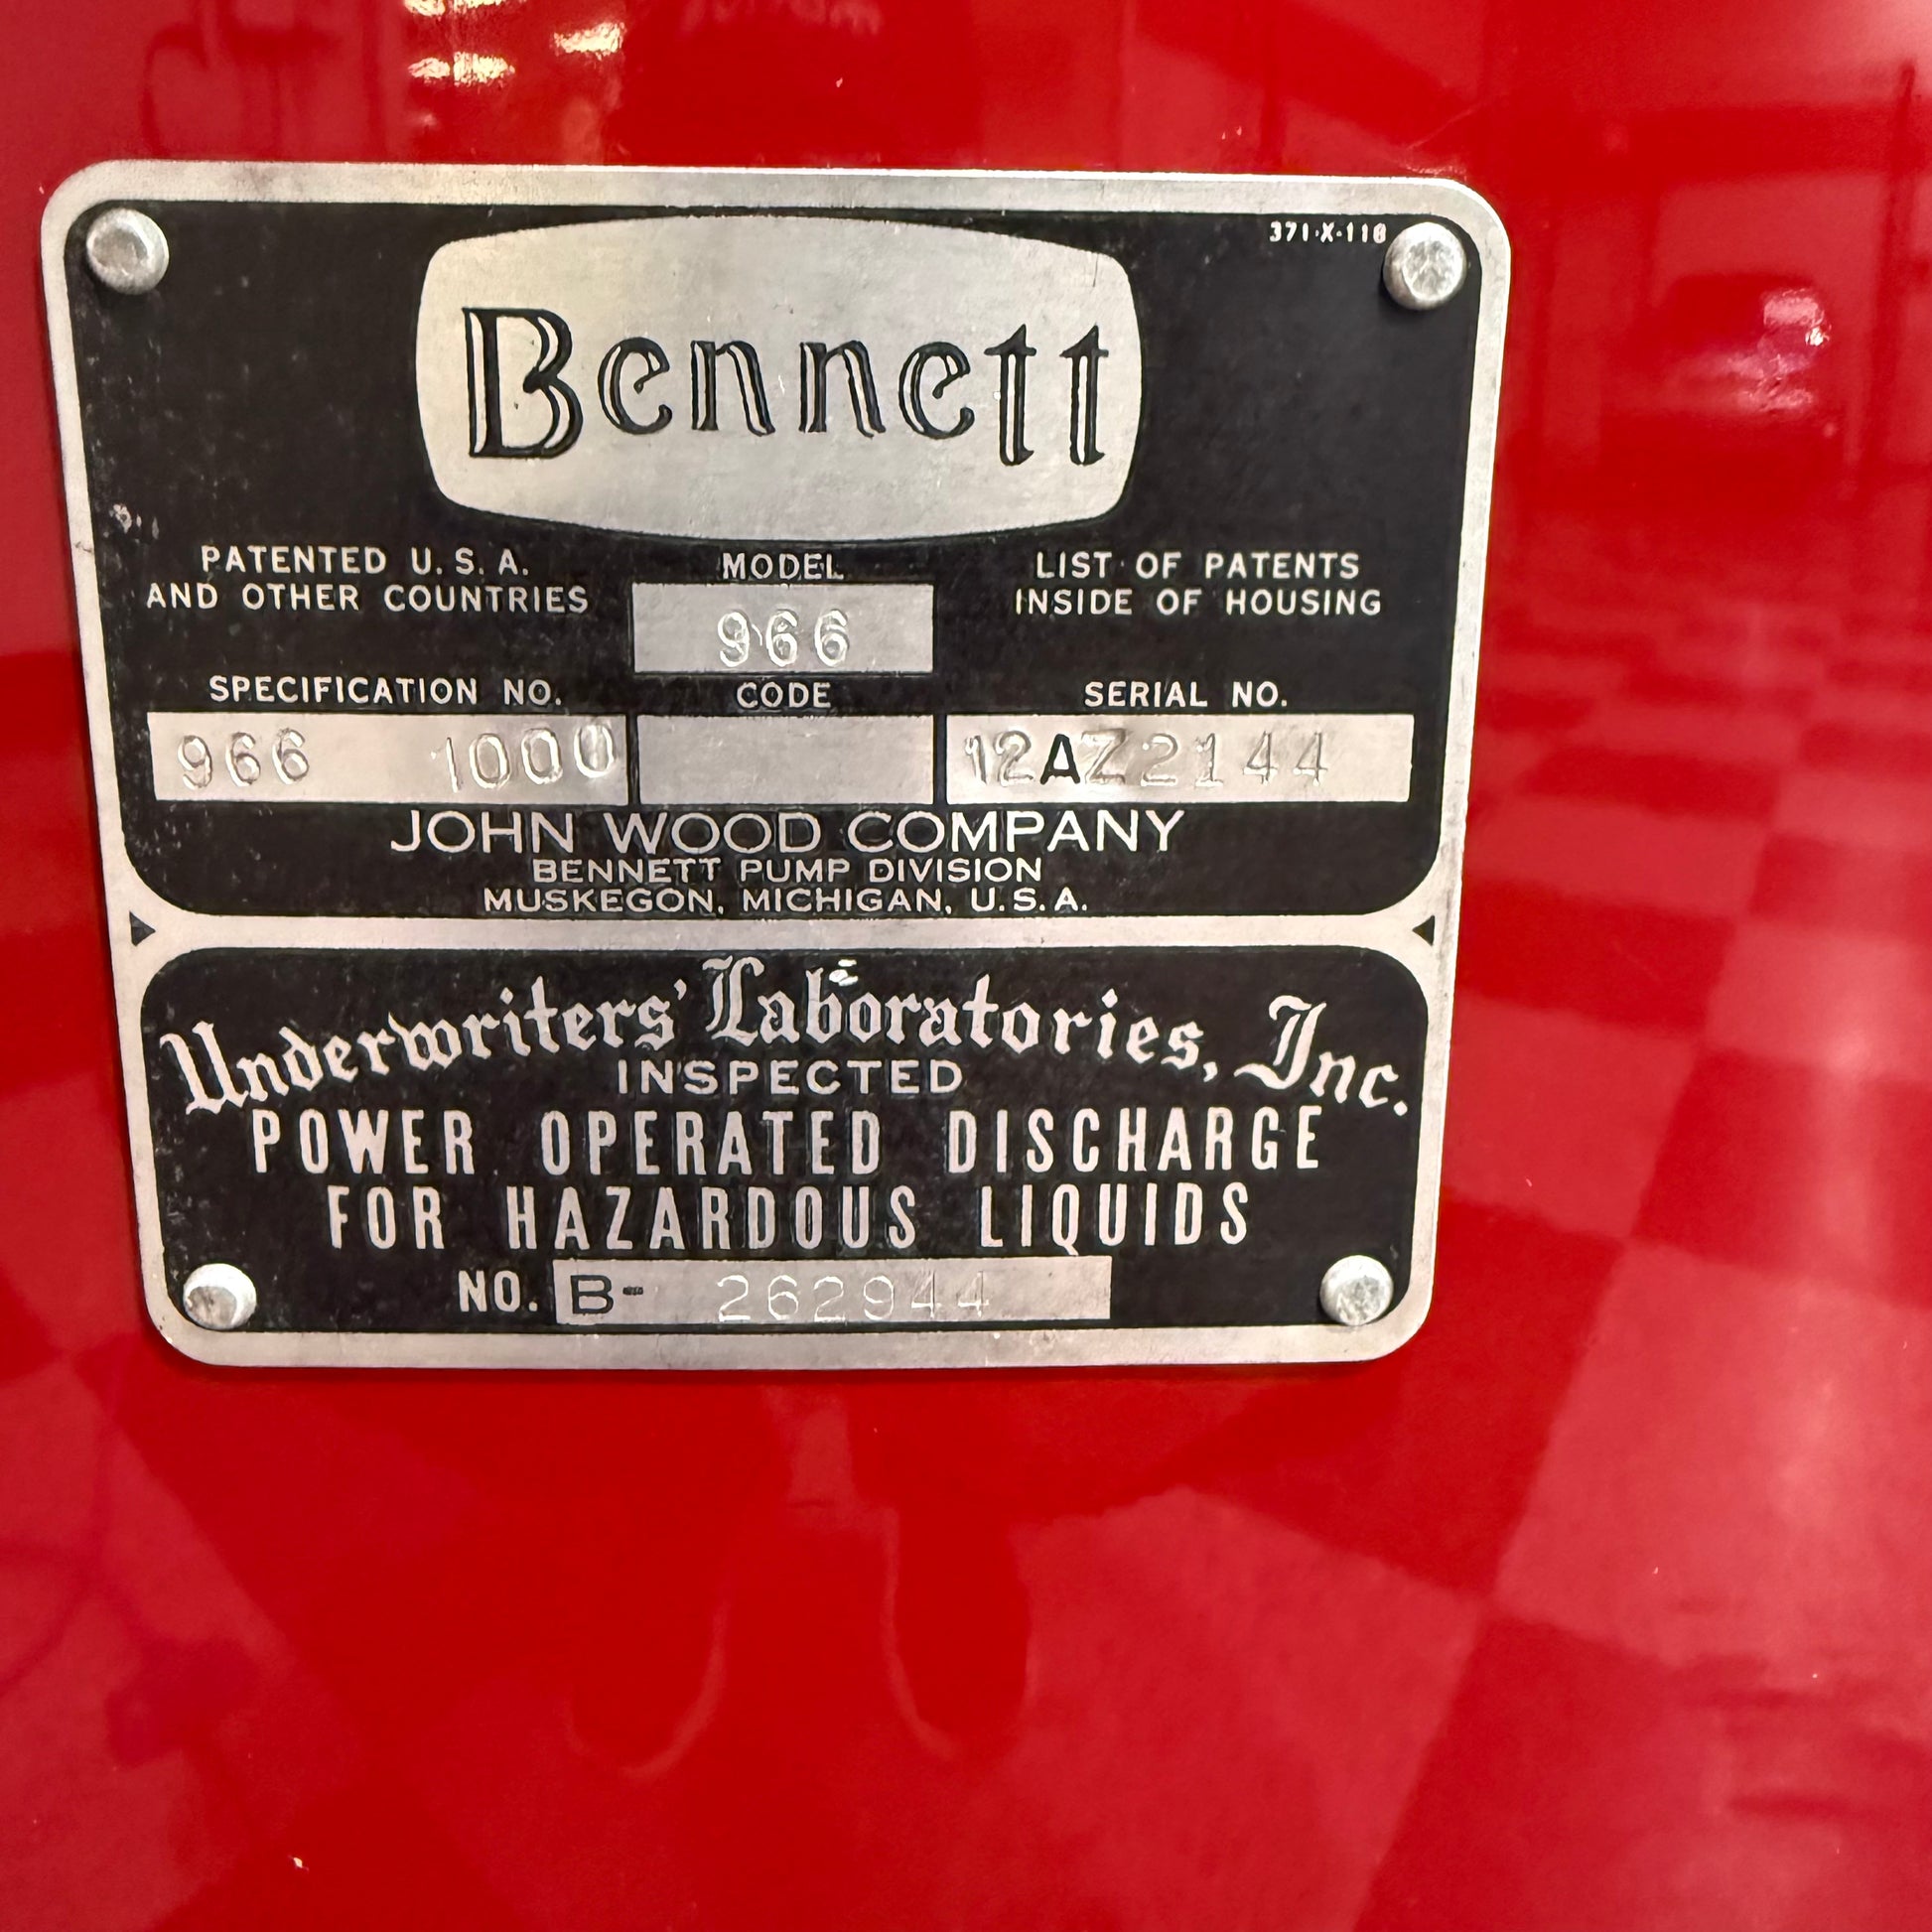 371-X-118
Bennett
PATENTED U. S. A.
AND OTHER COUNTRIES
MODEL
966
LIST OF PATENTS
INSIDE OF HOUSING
SPECIFICATION NO.
966 1000
CODE
SERIAL NO.
12AZ2144
JOHN WOOD COMPANY
BENNETT PUMP DIVISION
MUSKEGON, MICHIGAN, U.S.A.
Underwriters' Laboratories, Inc.
INSPECTED
POWER OPERATED DISCHARGE
FOR HAZARDOUS LIQUIDS
NO. B- 262944